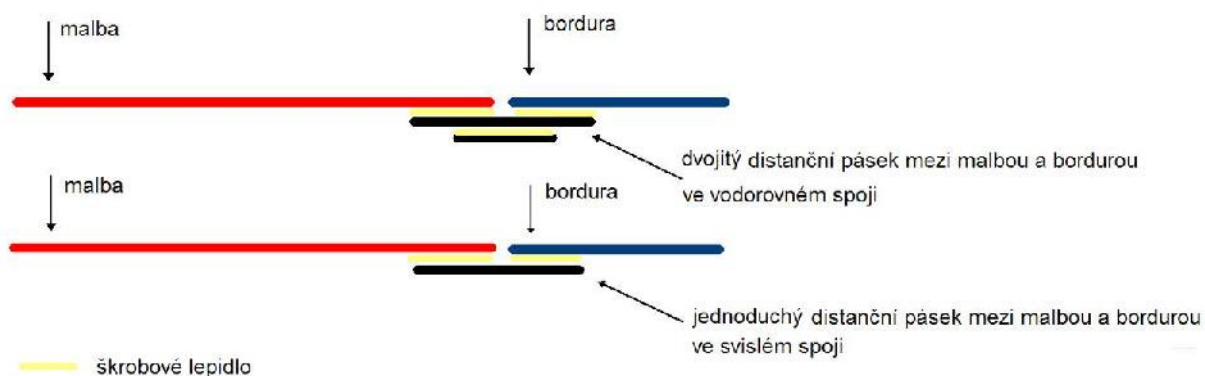 malba
bordura
dvojitý distanční pásek mezi malbou a bordurou
ve vodorovném spoji
malba
bordura
jednoduchý distanční pásek mezi malbou a bordurou
ve svislém spoji
škrobové lepidlo